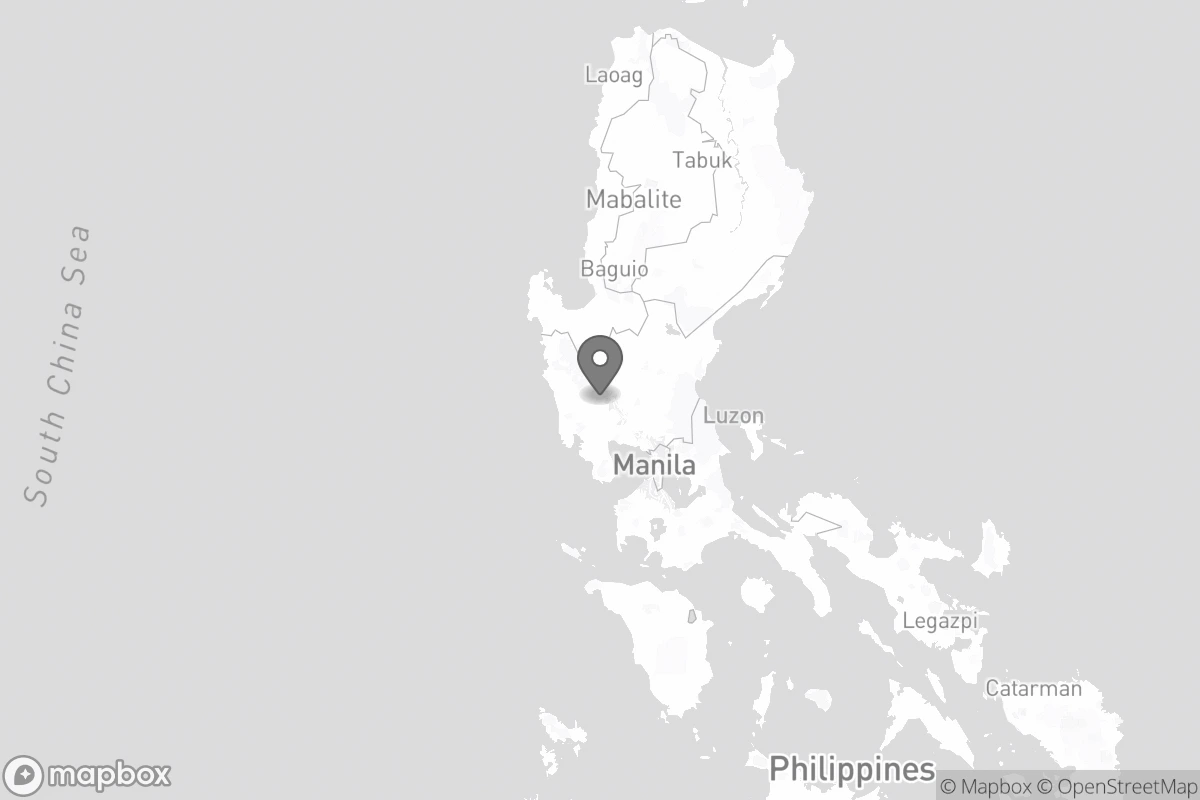 Laoag
Tabuk
Mabalite
Baguio
South China Sea
Luzon
Manila
Legazpi
Catarman
Philippines
mapbox
© Mapbox © OpenStreetMap